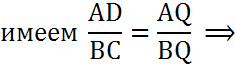 имеем AD/BC = AQ/BQ ⟹